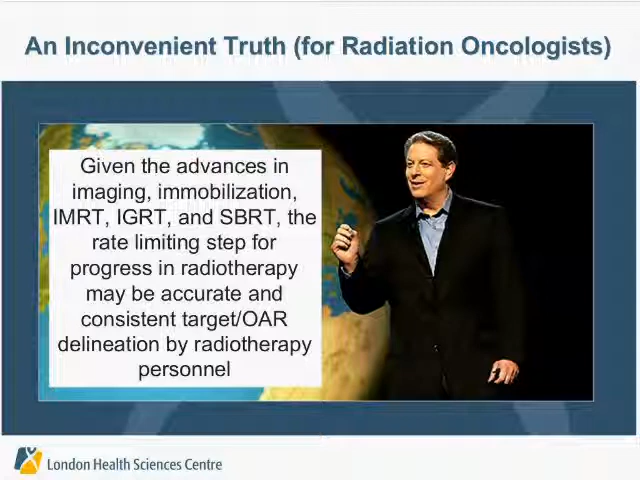 An Inconvenient Truth (for Radiation Oncologists)
Given the advances in
imaging, immobilization,
IMRT, IGRT, and SBRT, the
rate limiting step for
progress in radiotherapy
may be accurate and
consistent target/OAR
delineation by radiotherapy
personnel
London Health Sciences Centre